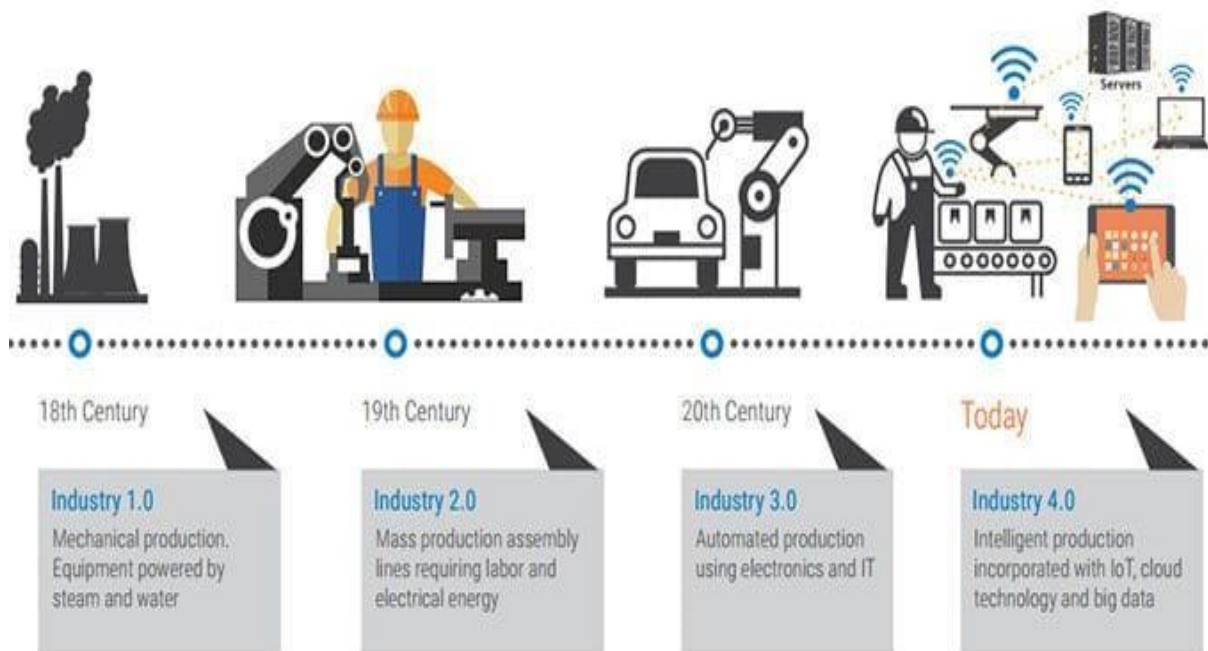 Servers
18th Century
Industry 1.0
Mechanical production.
Equipment powered by
steam and water
19th Century
Industry 2.0
Mass production assembly
lines requiring labor and
electrical energy
20th Century
Industry 3.0
Automated production
using electronics and IT
Today
Industry 4.0
Intelligent production
incorporated with IoT, cloud
technology and big data